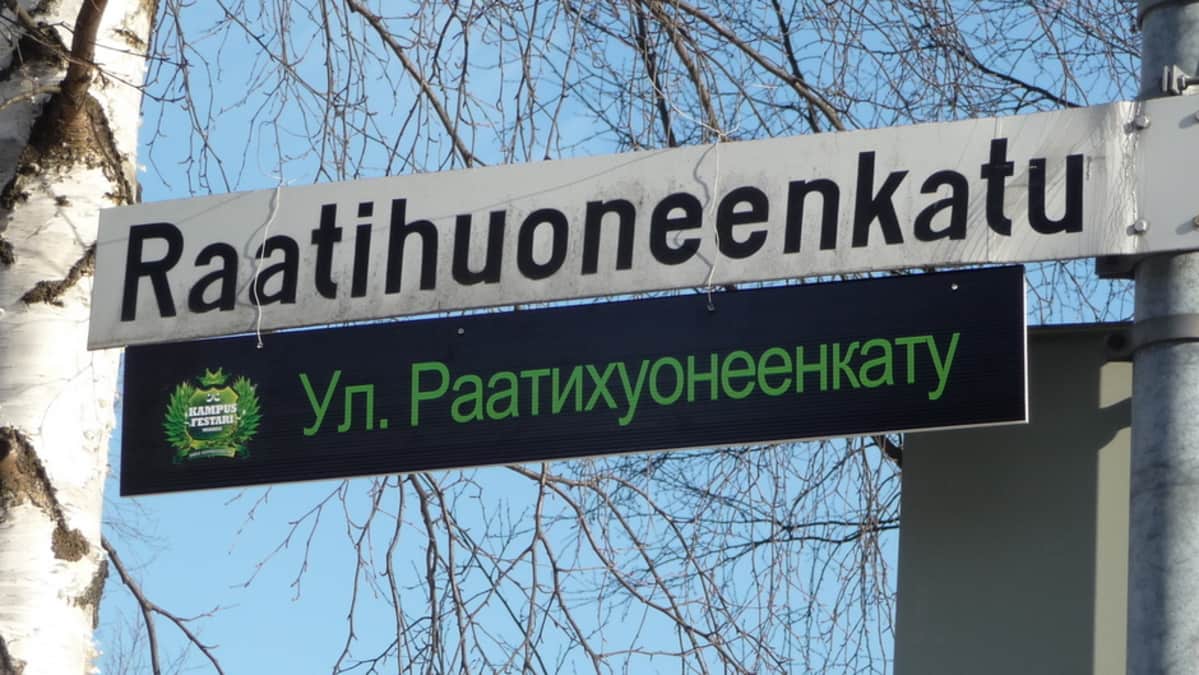 Raatihuoneenkatu
Ул. Раатихуонеенкату
KAMPUS
FESTARI